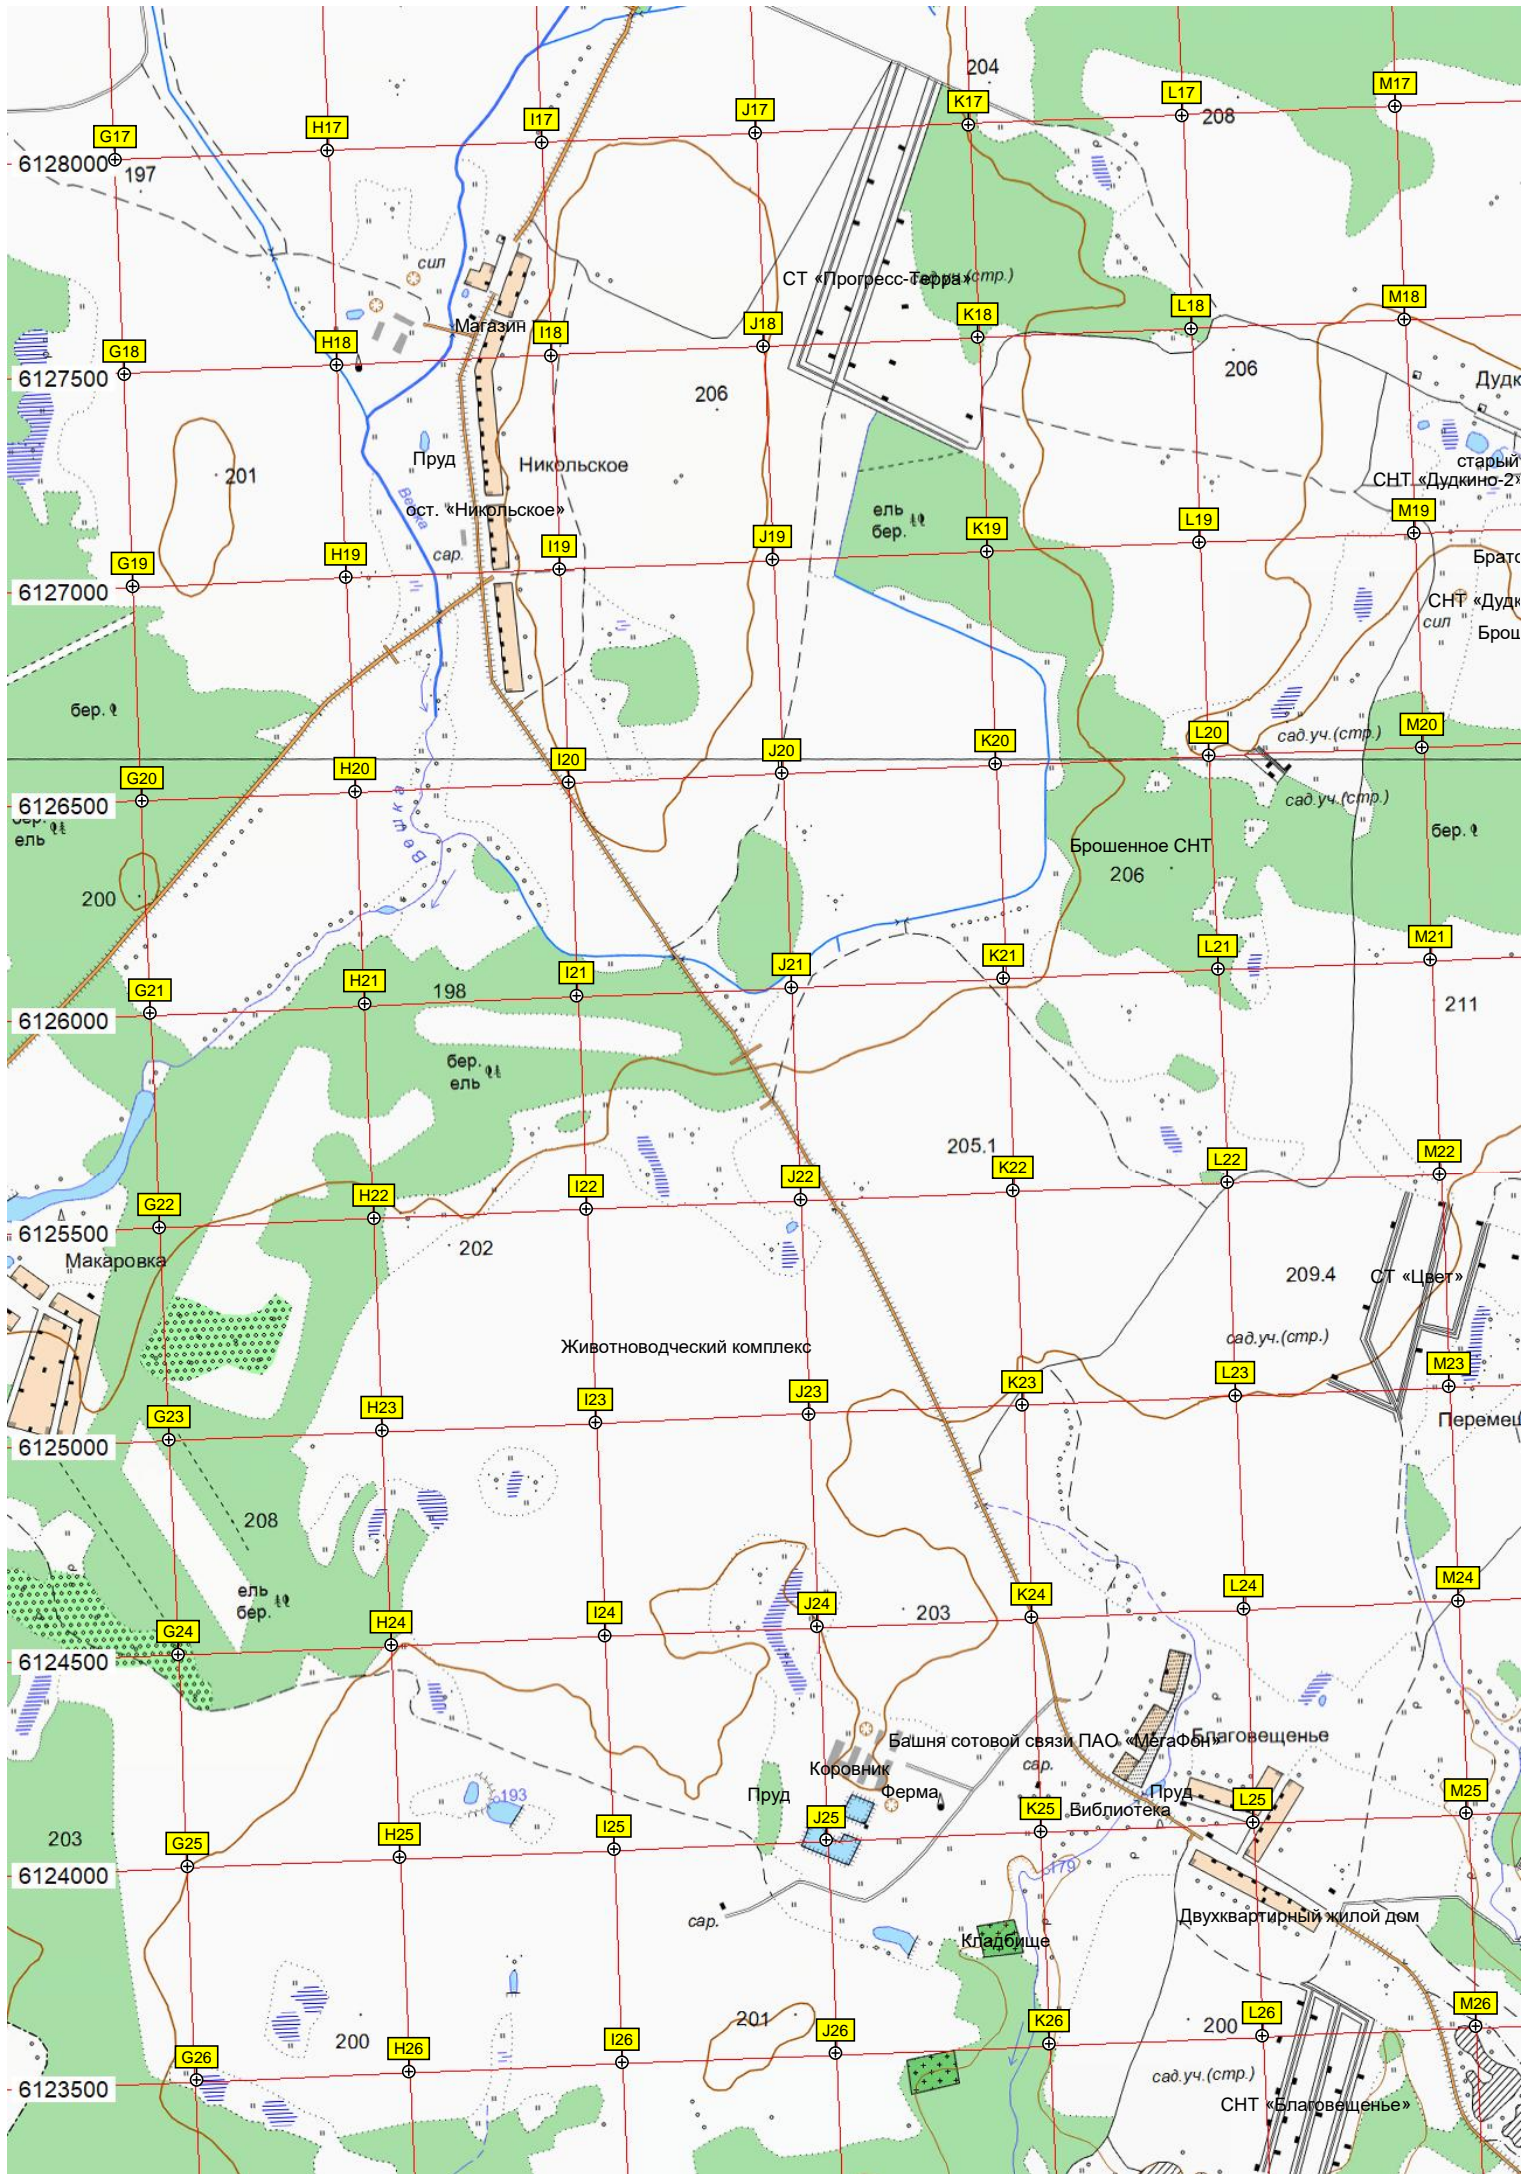 204
K17
L17
208
M17
J17
I17
H17
G17
6128000
197
сил
СТ «Прогресс-Терра»
сад.уч.(стр.)
Магазин
I18
J18
K18
L18
M18
H18
G18
6127500
206
206
Дудк
201
Пруд
Никольское
старый
СНТ «Дудкино-2»
Вешка
ост. «Никольское»
ель
бер.
сар.
I19
J19
K19
L19
M19
H19
G19
6127000
Братс
СНТ «Дудк
сил
Брош
бер.
G20
H20
I20
J20
K20
L20
M20
сад.уч.(стр.)
6126500
сад.уч.(стр.)
бер.
ель
Вешка
бер.
Брошенное СНТ
206
200
G21
H21
198
I21
J21
K21
L21
M21
6126000
211
бер.
ель
205.1
G22
H22
I22
J22
K22
L22
M22
6125500
Макаровка
202
209.4
СТ «Цвет»
сад.уч.(стр.)
Животноводческий комплекс
G23
H23
I23
J23
K23
L23
M23
6125000
Перемец
208
ель
бер.
G24
H24
I24
J24
203
K24
L24
M24
6124500
Башня сотовой связи ПАО «МегаФон»
Благовещенье
Коровник
сар.
Пруд
Ферма
193
Пруд
Библиотека
203
G25
H25
I25
J25
K25
L25
M25
6124000
179
сар.
Двухквартирный жилой дом
Кладбище
201
200
200
G26
H26
I26
J26
K26
L26
M26
6123500
сад.уч.(стр.)
СНТ «Благовещенье»